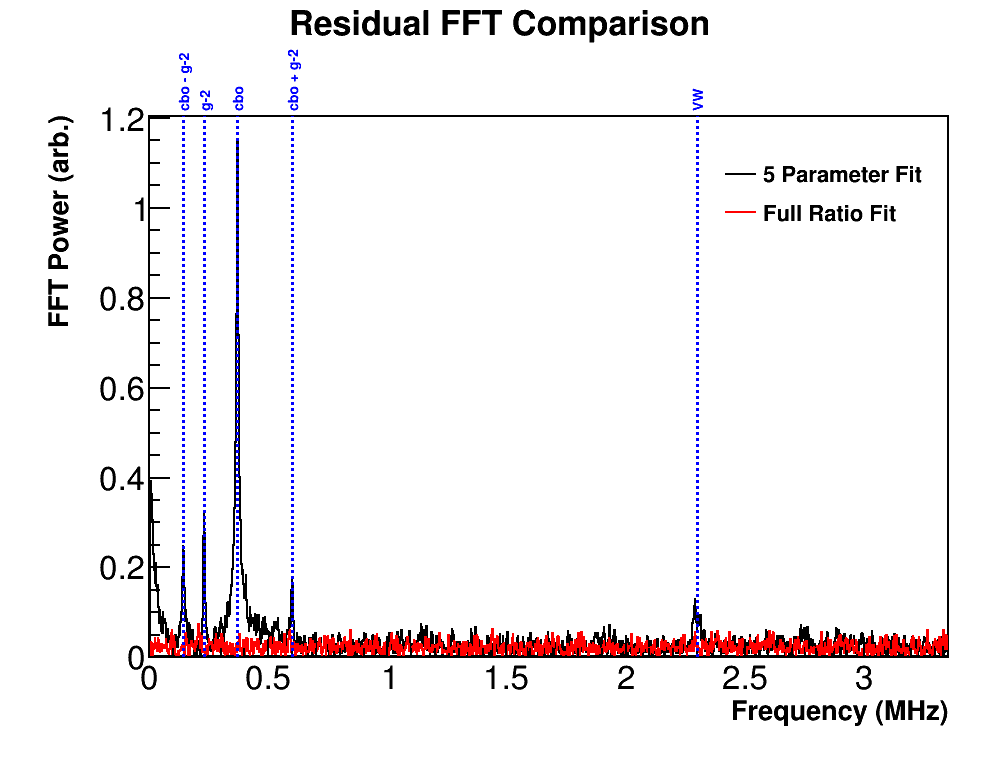 Residual FFT Comparison
cbo - g-2
g-2
cbo
cbo + g-2
VW
FFT Power (arb.)
1.2
1
0.8
0.6
0.4
0.2
0
5 Parameter Fit
Full Ratio Fit
0 0.5 1 1.5 2 2.5 3
Frequency (MHz)